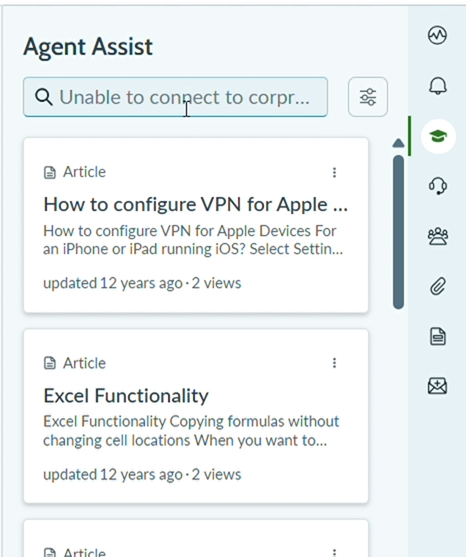 Agent Assist
Unable to connect to corpr...
Article
How to configure VPN for Apple ...
How to configure VPN for Apple Devices For
an iPhone or iPad running iOS? Select Settin...
updated 12 years ago · 2 views
Article
Excel Functionality
Excel Functionality Copying formulas without
changing cell locations When you want to...
updated 12 years ago · 2 views
Article